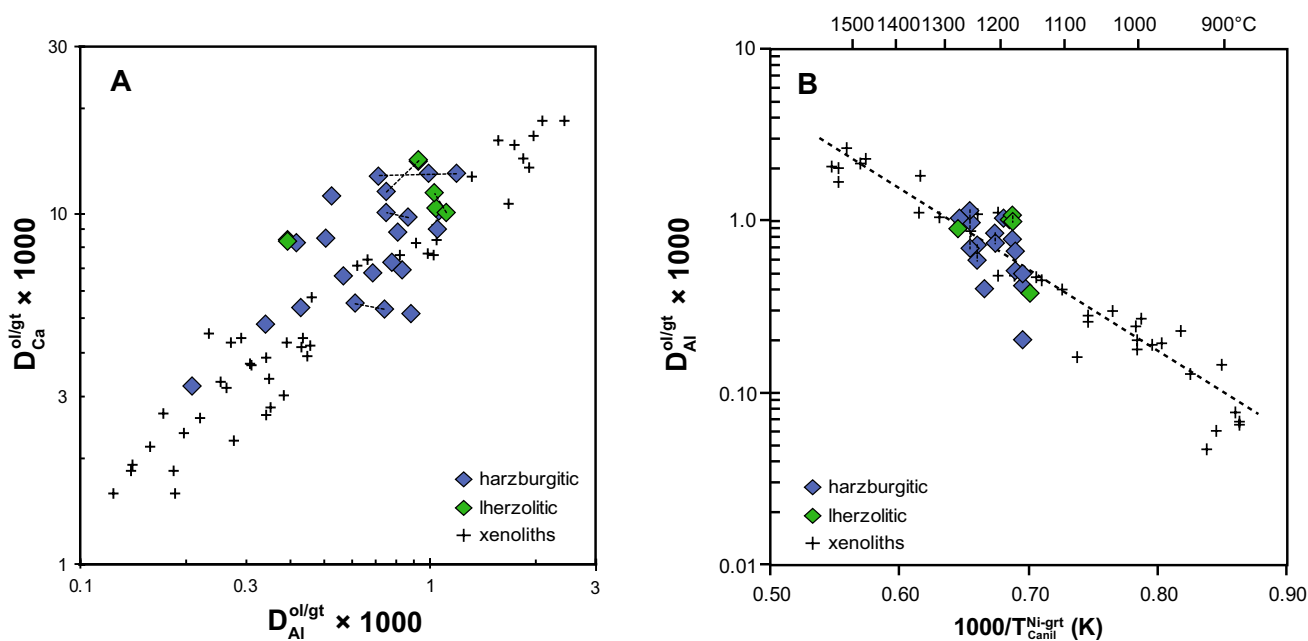 A
30
10
3
1
0.1
0.3
1
3
D_Ca^ol/gt × 1000
D_Al^ol/gt × 1000
harzburgitic
lherzolitic
xenoliths
B
1500 1400 1300 1200 1100 1000 900°C
10
1.0
0.10
0.01
0.50 0.60 0.70 0.80 0.90
D_Al^ol/gt × 1000
1000/T_Canil^Ni-grt (K)
harzburgitic
lherzolitic
xenoliths